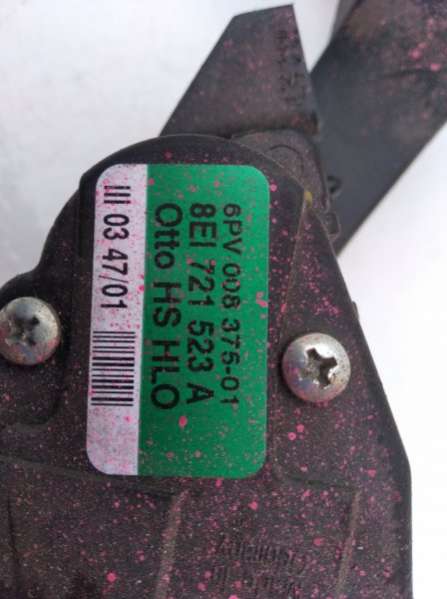 6PV 008 375-01
8EI 721 523 A
Otto HS HLO
III 03 47/01